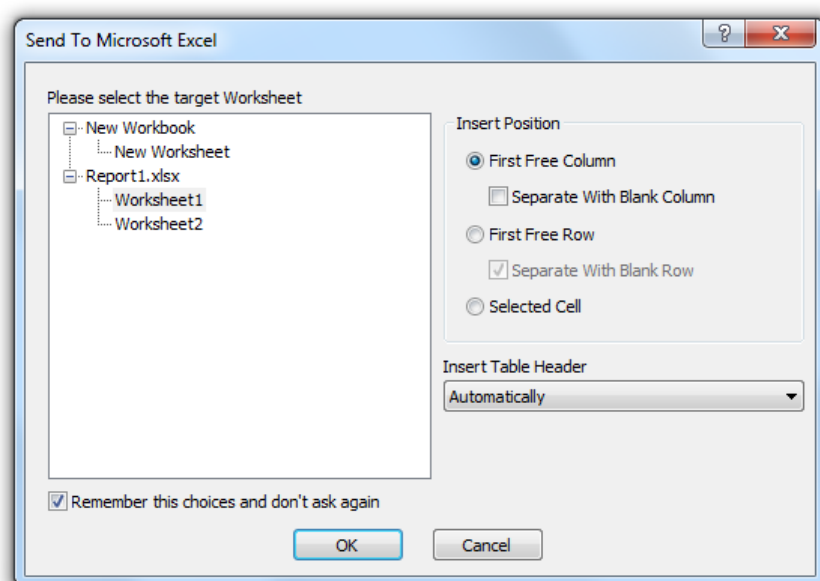 Send To Microsoft Excel
Please select the target Worksheet
New Workbook
New Worksheet
Report1.xlsx
Worksheet1
Worksheet2
Insert Position
First Free Column
Separate With Blank Column
First Free Row
Separate With Blank Row
Selected Cell
Insert Table Header
Automatically
Remember this choices and don't ask again
OK
Cancel